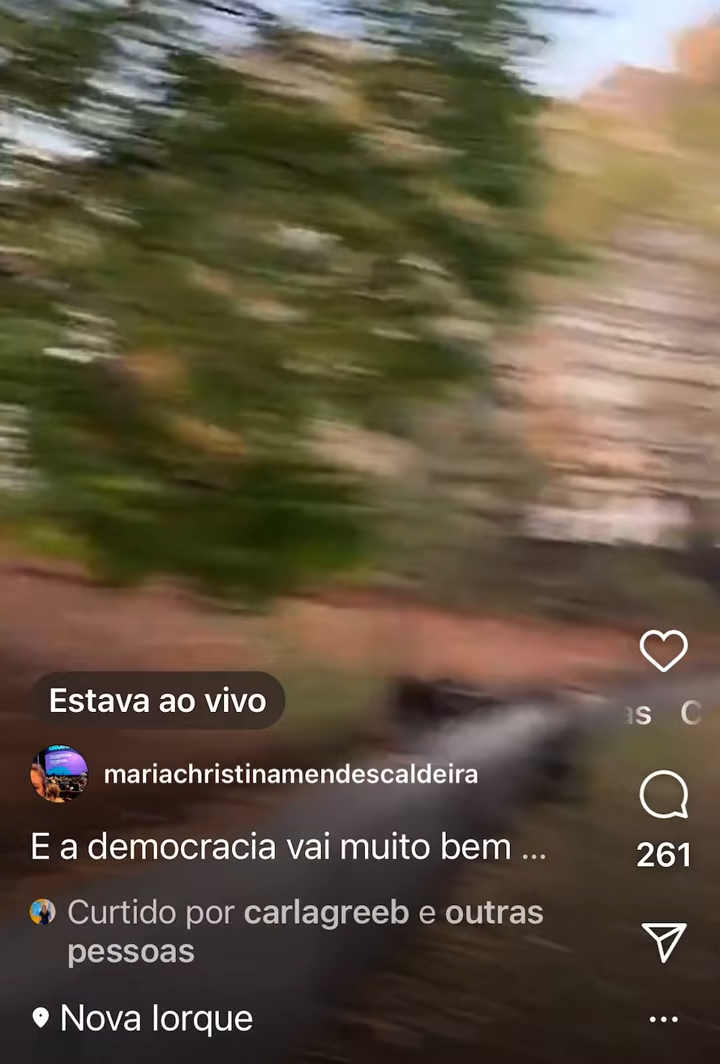 Estava ao vivo
mariachristinamendescaldeira
E a democracia vai muito bem ...
261
Curtido por carlagreeb e outras
pessoas
Nova Iorque